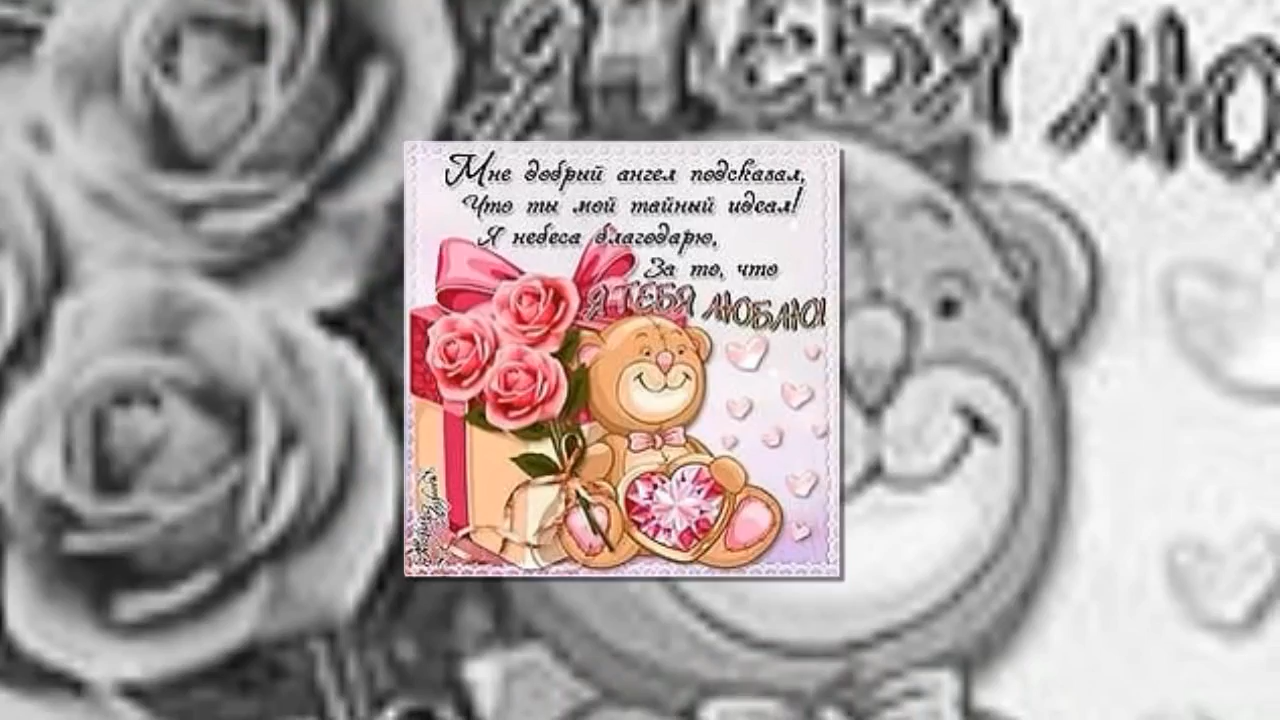 Мне добрый ангел подсказал,
Что ты мой тайный идеал!
Я небеса благодарю,
За то, что
Я ТЕБЯ ЛЮБЛЮ!
Я ТЕБЯ ЛЮ